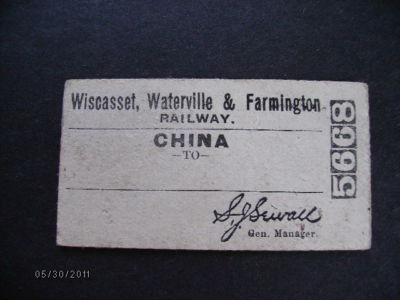 Wiscasset, Waterville & Farmington
RAILWAY.
CHINA
—TO—
S.J. Sewall
Gen. Manager.
5668
05/30/2011